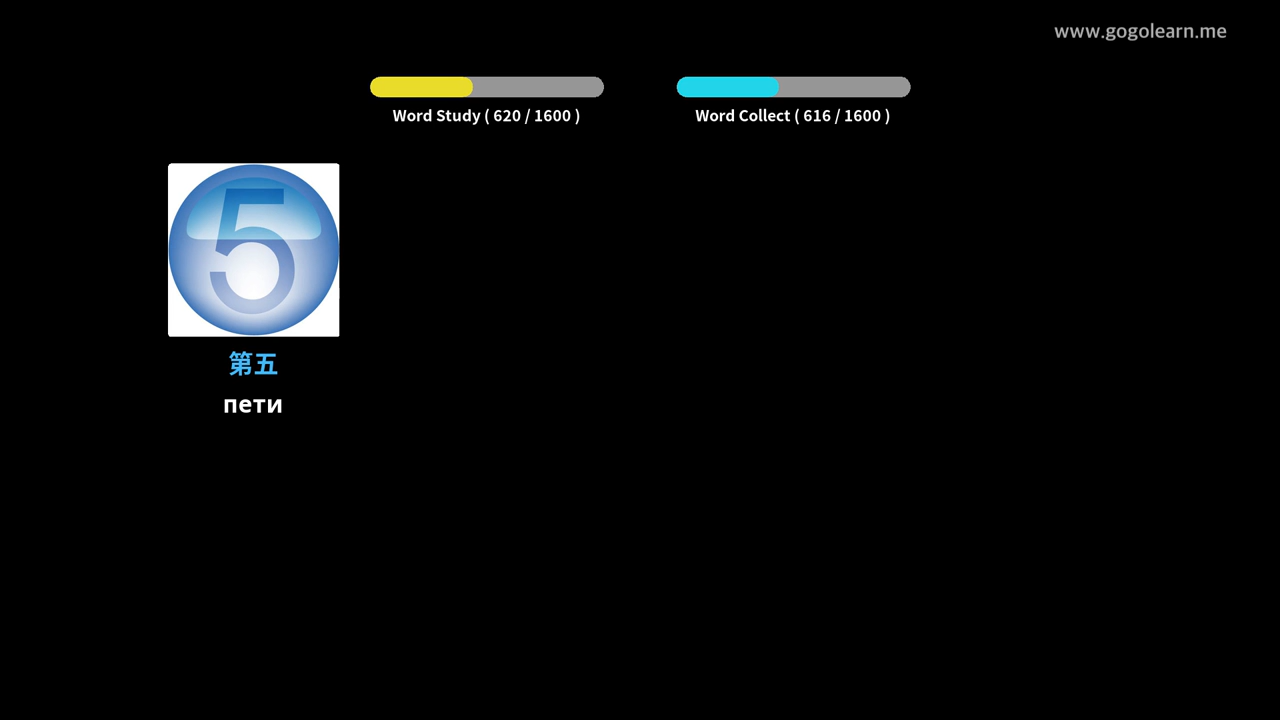 www.gogolearn.me
Word Study ( 620 / 1600 )
Word Collect ( 616 / 1600 )
5
第五
пети